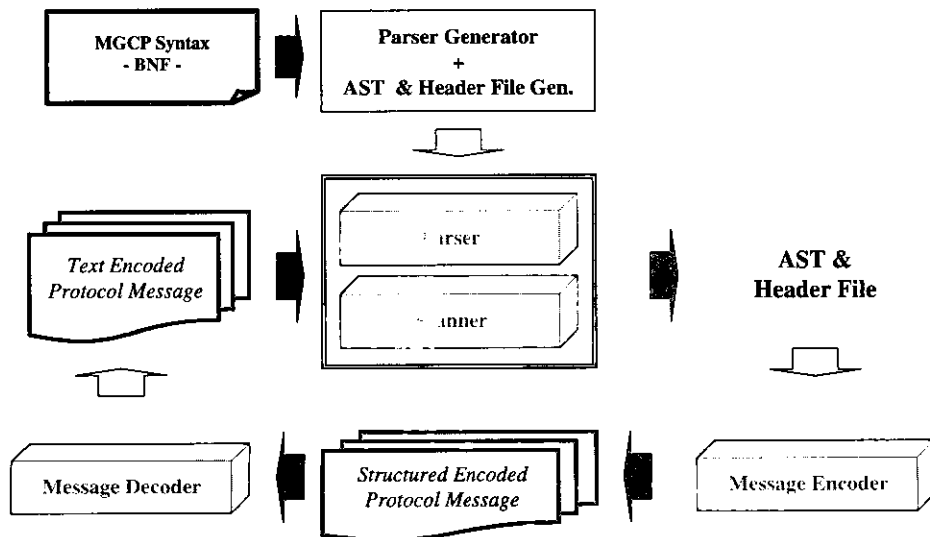 MGCP Syntax
- BNF -
Parser Generator
+
AST & Header File Gen.
Text Encoded
Protocol Message
AST &
Header File
Message Decoder
Structured Encoded
Protocol Message
Message Encoder